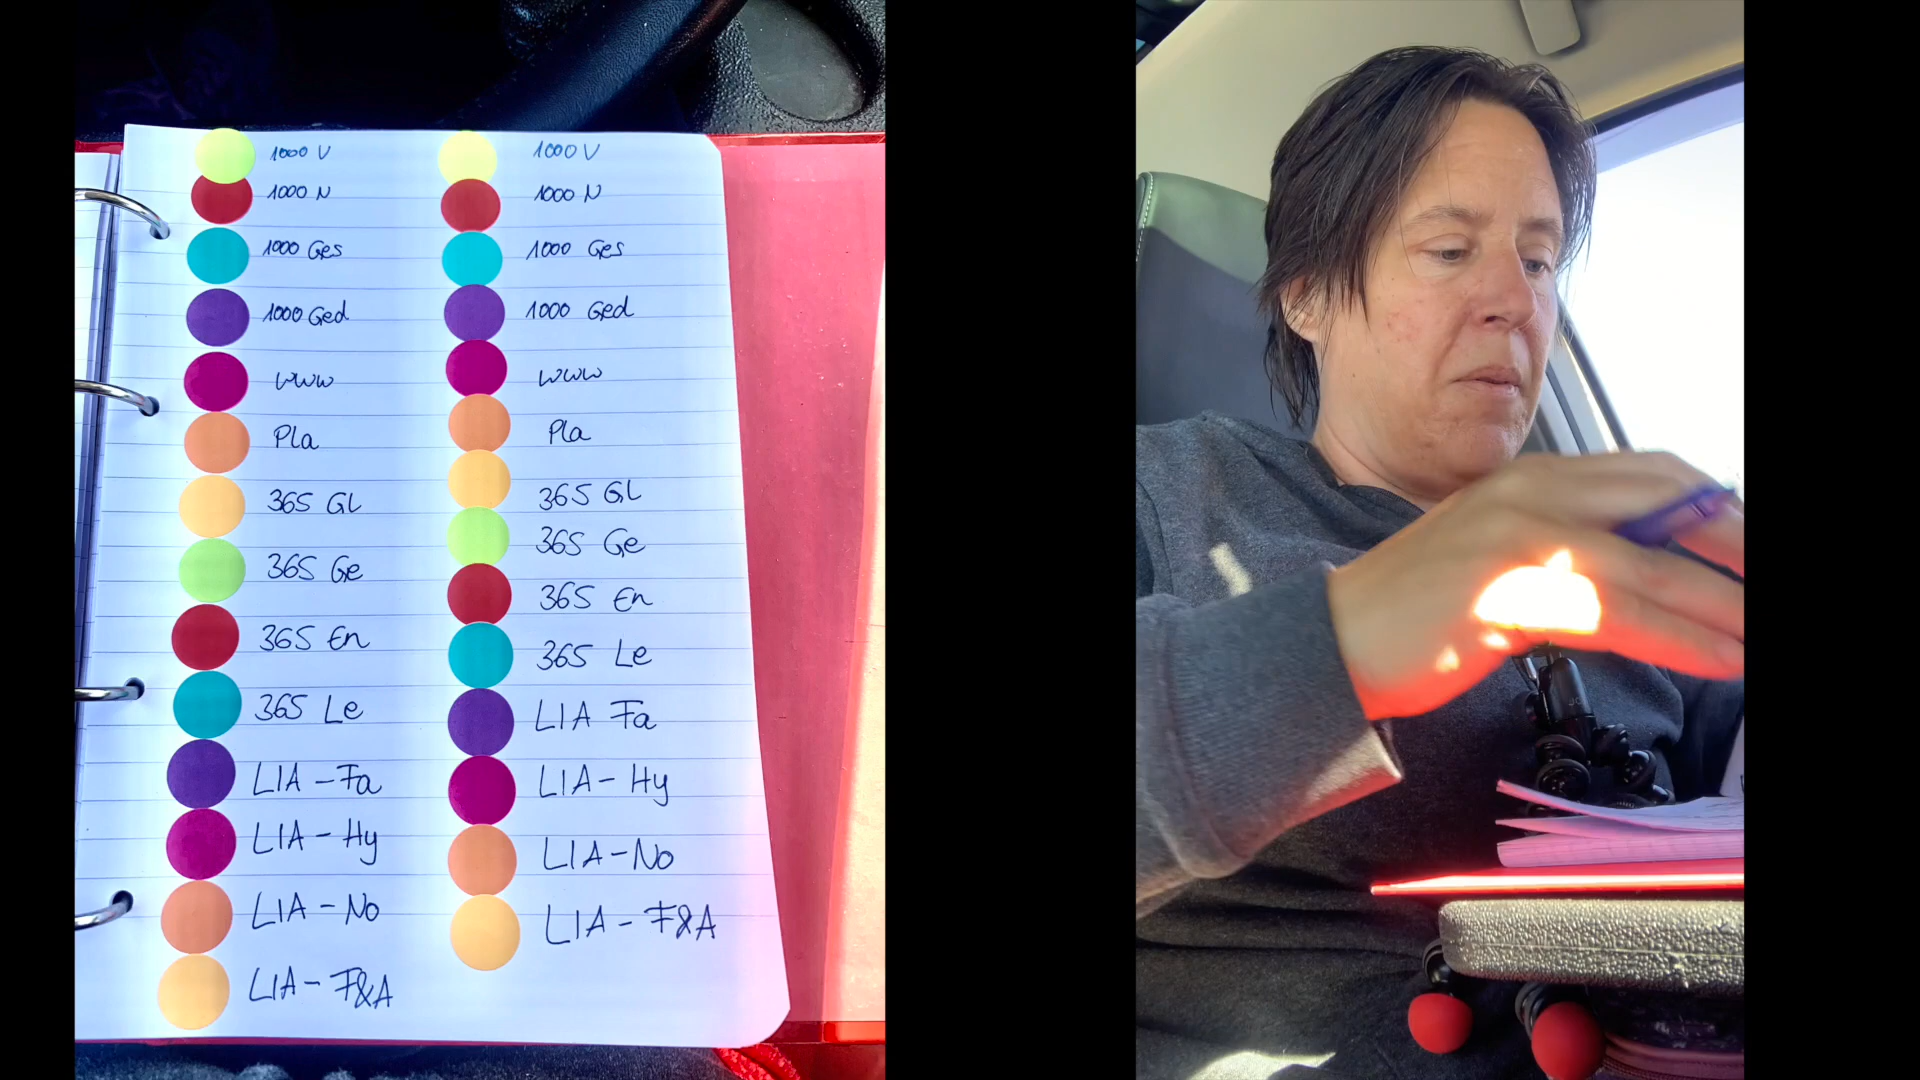 1000 V
1000 N
1000 Ges
1000 Ged
WWW
Pla
365 GL
365 Ge
365 En
365 Le
LIA - Fa
LIA - Hy
LIA - No
LIA - F&A
1000 V
1000 N
1000 Ges
1000 Ged
WWW
Pla
365 GL
365 Ge
365 En
365 Le
LIA Fa
LIA - Hy
LIA - No
LIA - F&A